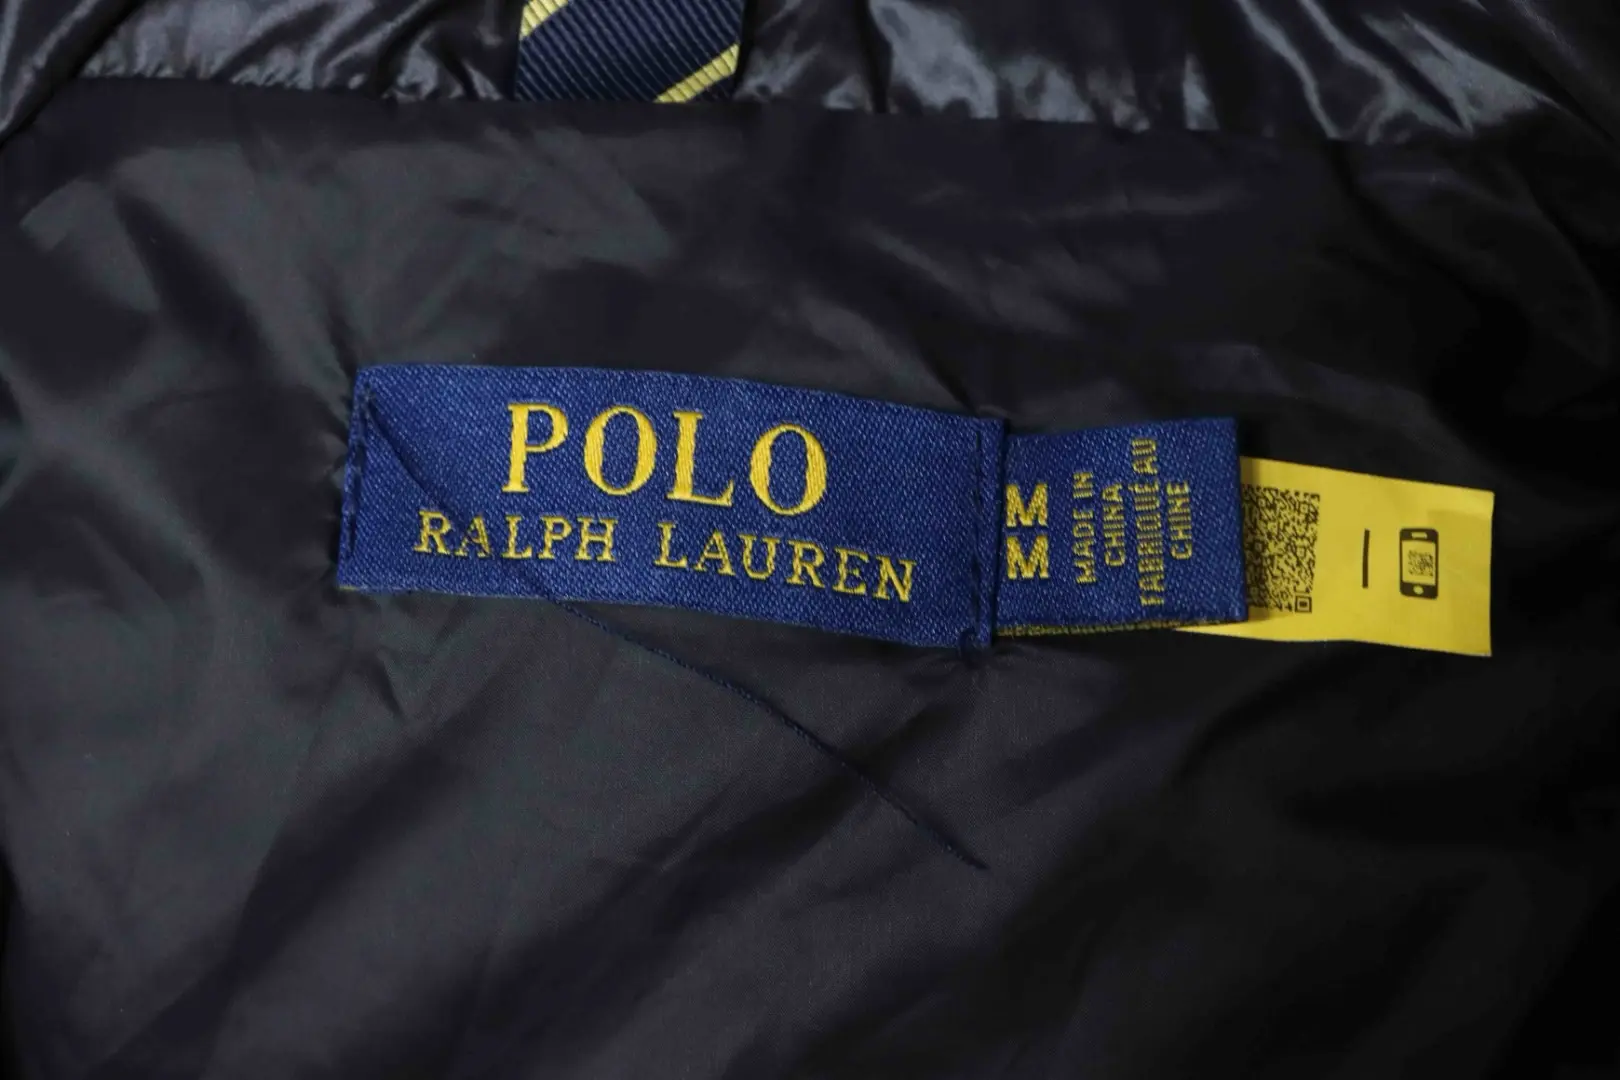 POLO
RALPH LAUREN
M
M
MADE IN
CHINA
FABRIQUÉ AU
CHINE